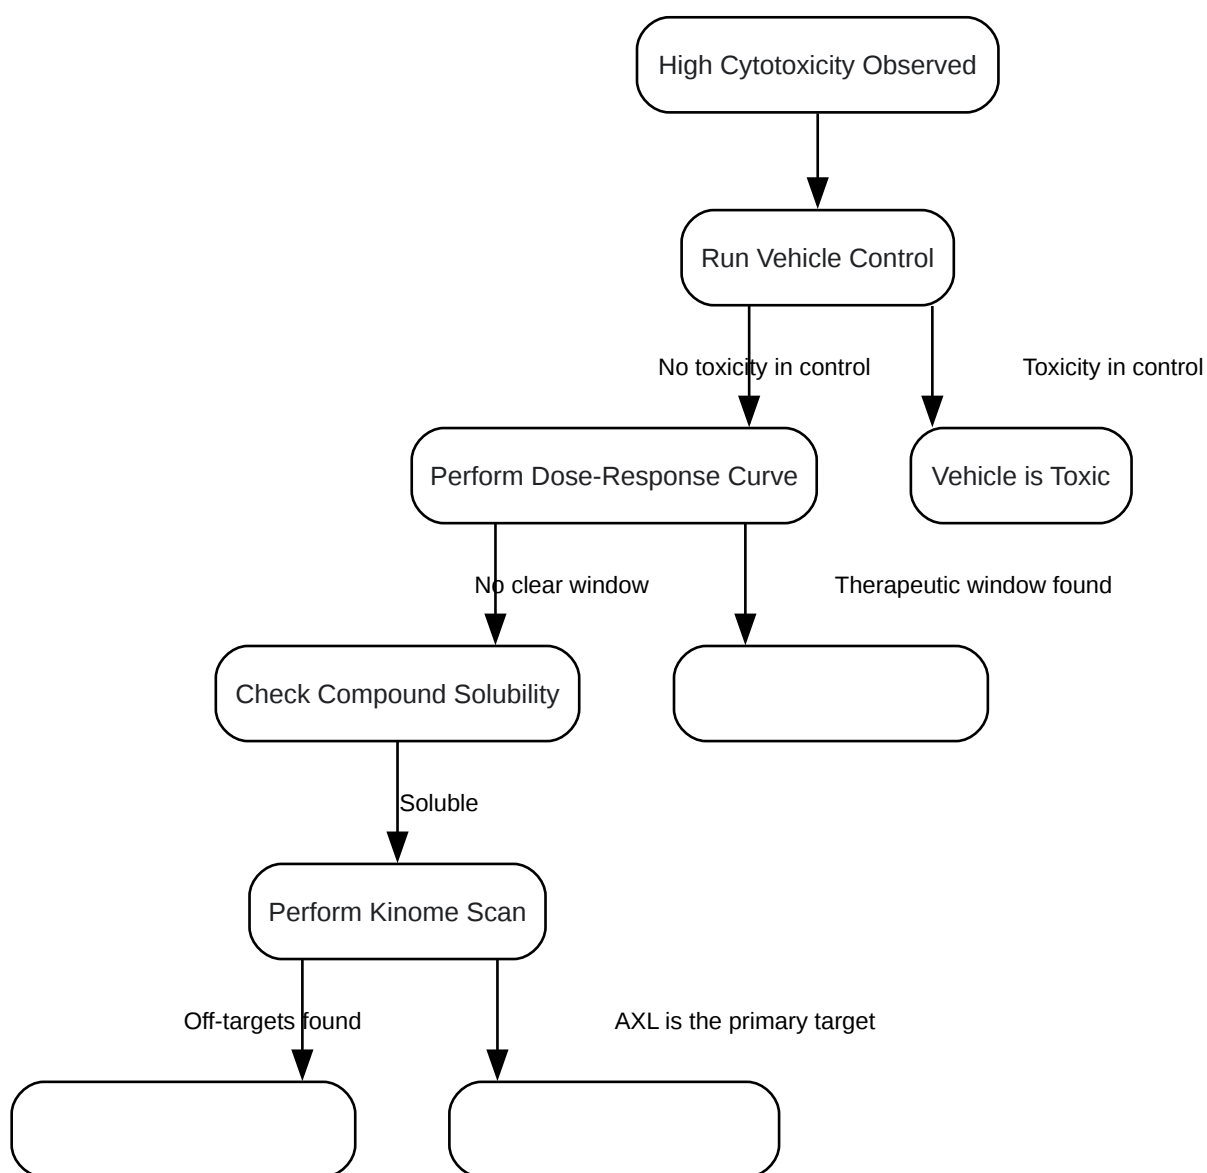 High Cytotoxicity Observed
Run Vehicle Control
No toxicity in control
Toxicity in control
Perform Dose-Response Curve
Vehicle is Toxic
No clear window
Therapeutic window found
Check Compound Solubility
Soluble
Perform Kinome Scan
Off-targets found
AXL is the primary target